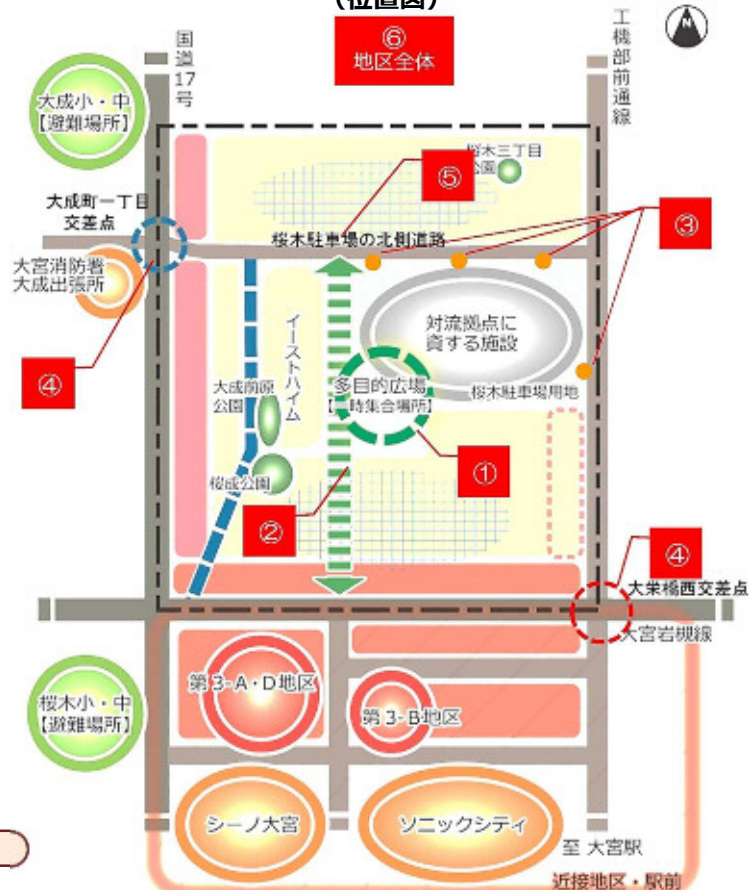 (位置図)
⑥
地区全体
国道17号
工機部前通線
N
大成小・中
【避難場所】
桜木三丁目
公園
⑤
大成町一丁目
交差点
桜木駐車場の北側道路
③
大宮消防署
大成出張所
対流拠点に
資する施設
イーストハイム
④
大成前原
公園
多目的広場
時集合場所】
桜木駐車場用地
①
桜成公園
②
④
大栄橋西交差点
大宮岩槻線
第3-A・D地区
桜木小・中
【避難場所】
第3-B地区
シーノ大宮
ソニックシティ
至 大宮駅
近接地区・駅前